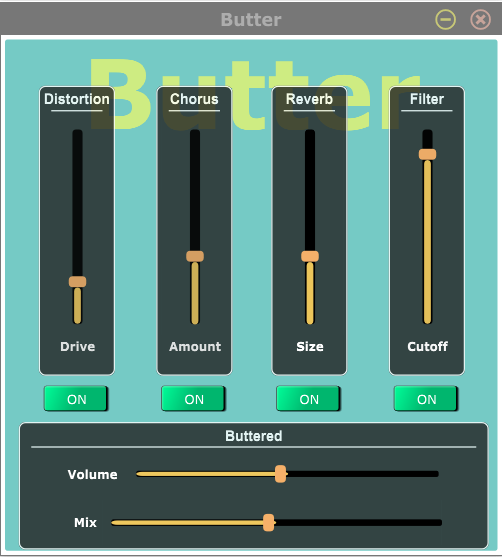 Butter
Butter
Distortion Chorus Reverb Filter
Drive Amount Size Cutoff
ON ON ON ON
Buttered
Volume
Mix